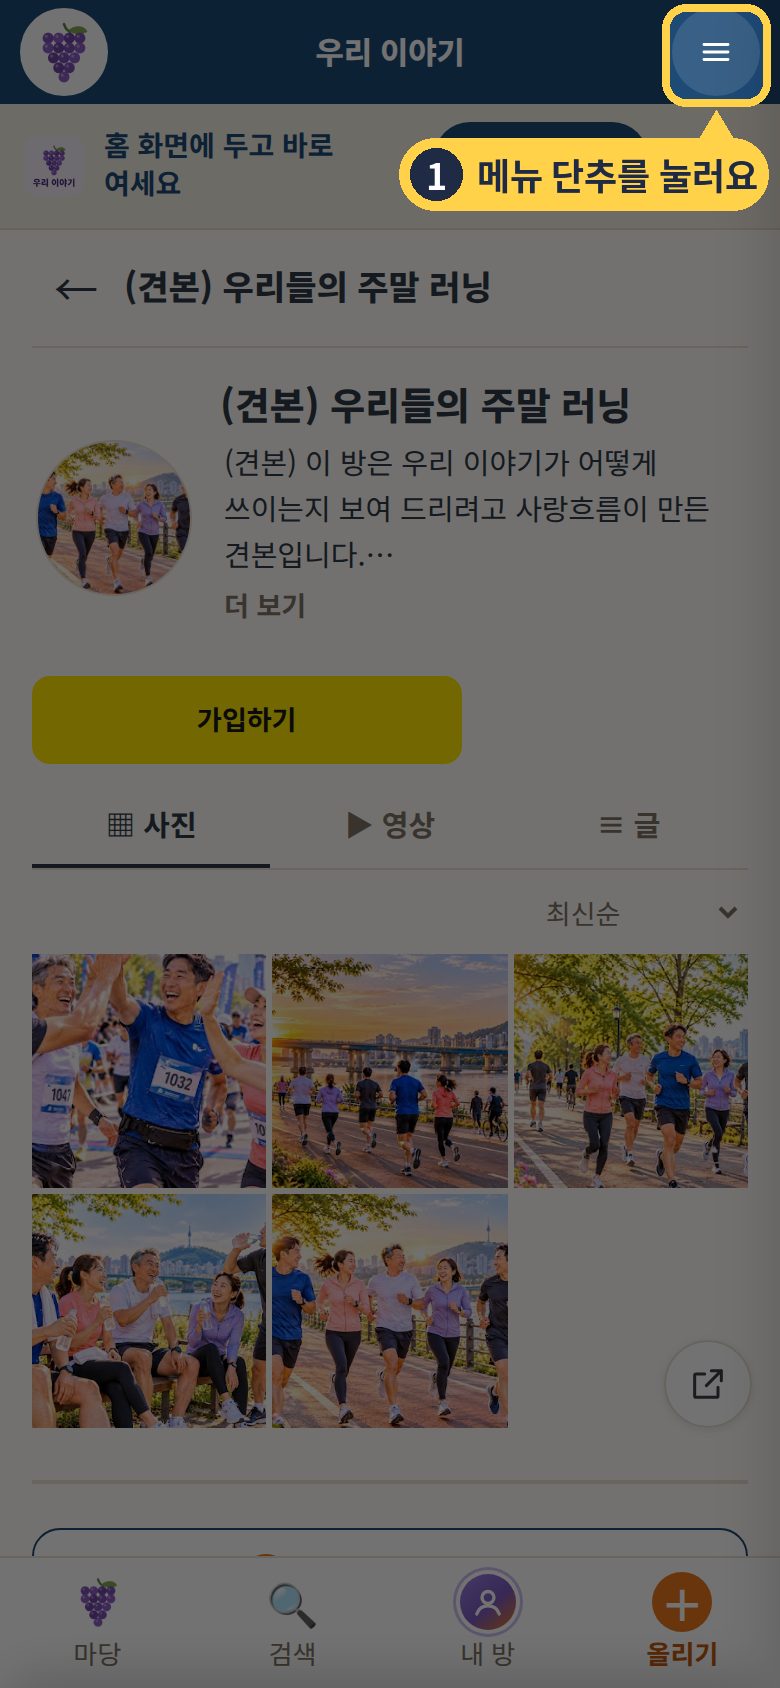 우리 이야기
홈 화면에 두고 바로
여세요
우리 이야기
1 메뉴 단추를 눌러요
(견본) 우리들의 주말 러닝
(견본) 우리들의 주말 러닝
(견본) 이 방은 우리 이야기가 어떻게
쓰이는지 보여 드리려고 사랑흐름이 만든
견본입니다.…
더 보기
가입하기
사진
영상
글
최신순
1032
마당
검색
내 방
올리기